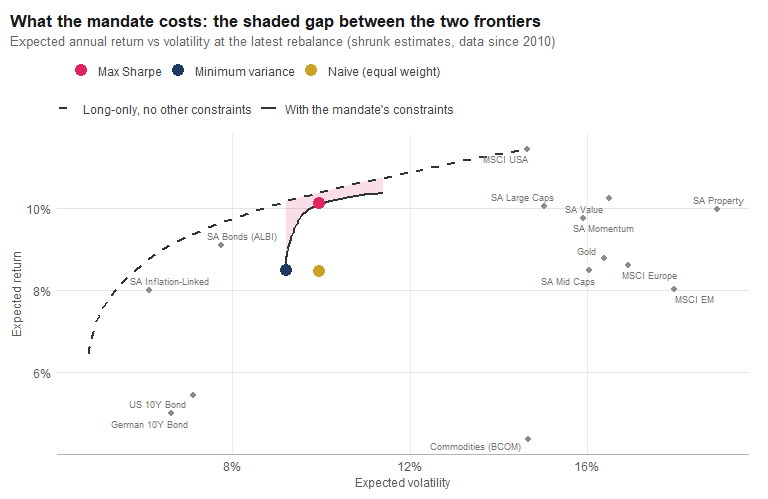 What the mandate costs: the shaded gap between the two frontiers
Expected annual return vs volatility at the latest rebalance (shrunk estimates, data since 2010)
Max Sharpe Minimum variance Naive (equal weight)
Long-only, no other constraints With the mandate's constraints
MSCI USA
SA Large Caps
SA Property
10%
SA Value
SA Momentum
SA Bonds (ALBI)
Gold
MSCI Europe
SA Inflation-Linked
SA Mid Caps
8%
MSCI EM
Expected return
6%
US 10Y Bond
German 10Y Bond
Commodities (BCOM)
8% 12% 16%
Expected volatility